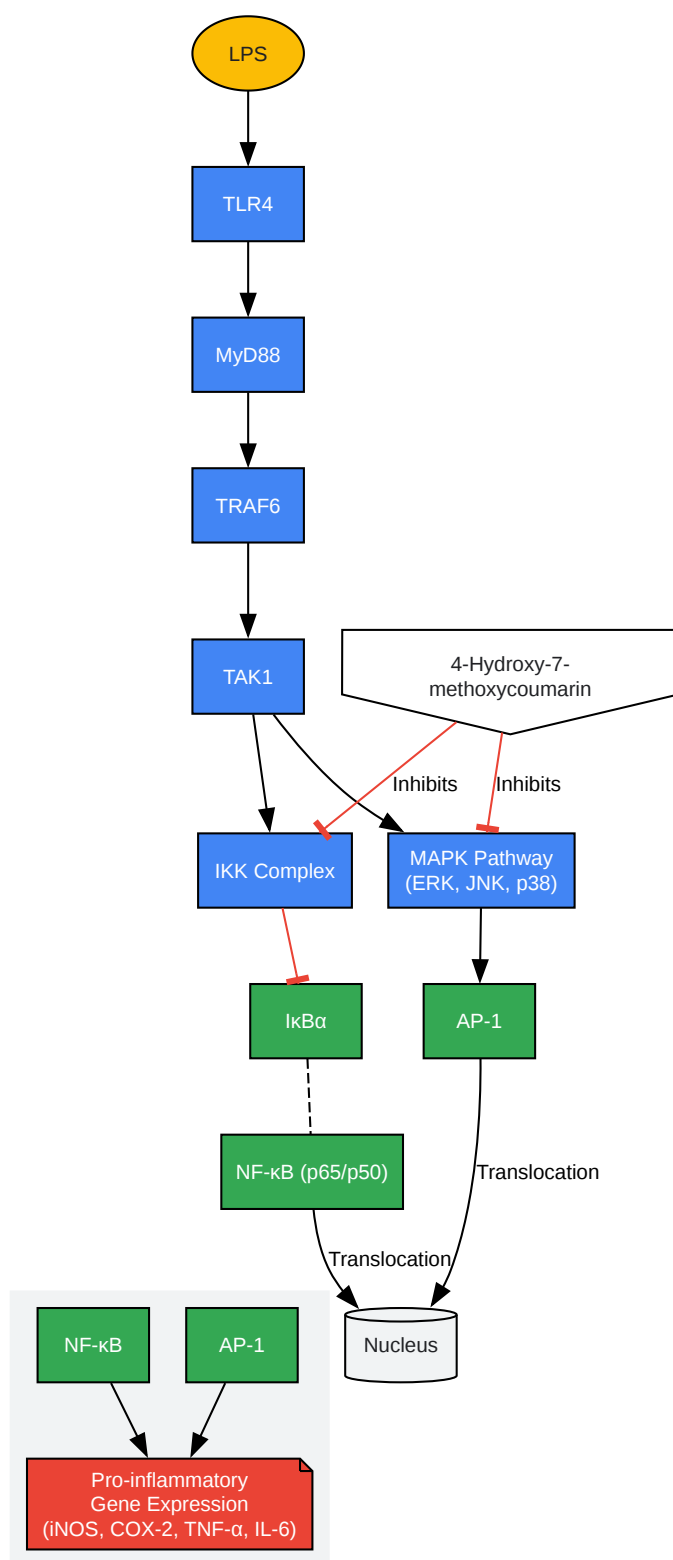 LPS
TLR4
MyD88
TRAF6
TAK1
4-Hydroxy-7-
methoxycoumarin
Inhibits
Inhibits
IKK Complex
MAPK Pathway
(ERK, JNK, p38)
IκBα
AP-1
NF-κB (p65/p50)
Translocation
Translocation
NF-κB
AP-1
Nucleus
Pro-inflammatory
Gene Expression
(iNOS, COX-2, TNF-α, IL-6)